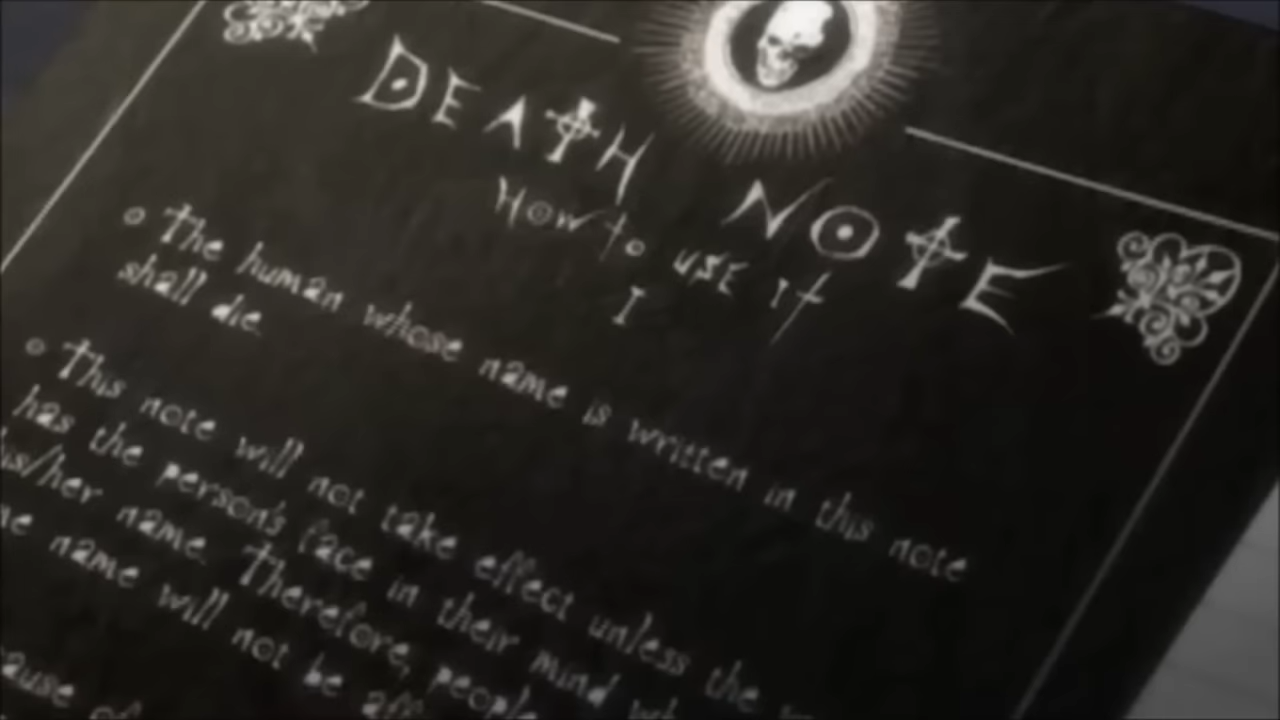 DEATH NOTE
How to use it
I
The human whose name is written in this note
shall die.
This note will not take effect unless the
has the person's face in their mind
his/her name. Therefore, people
name will not be